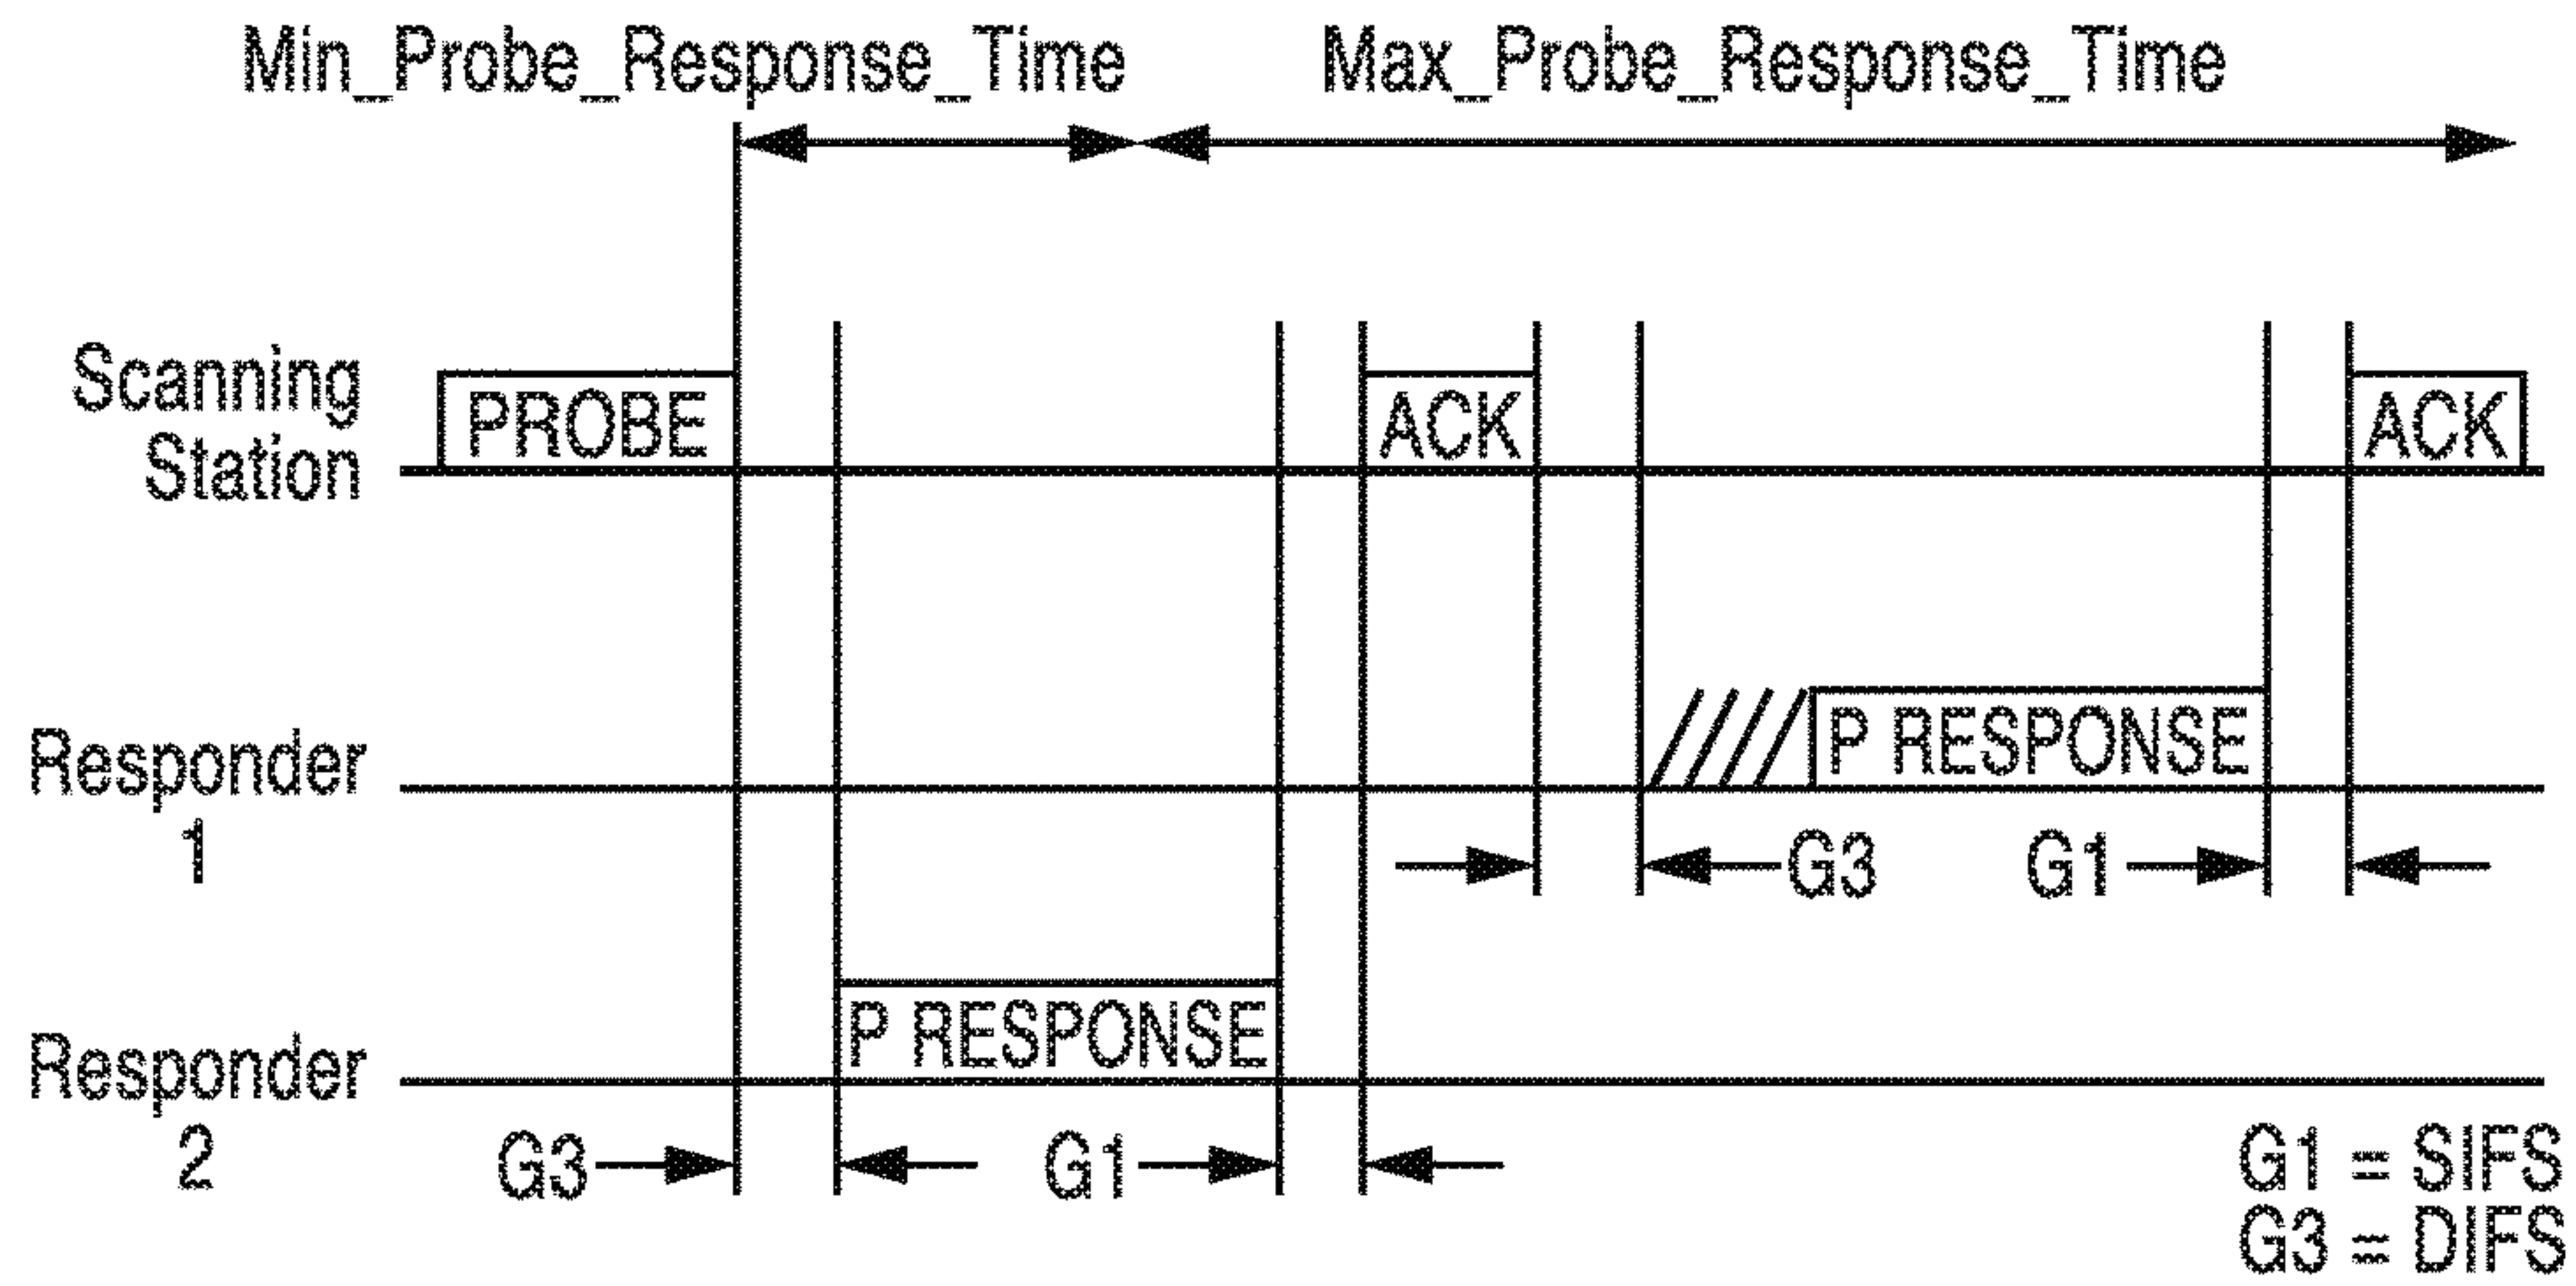 Min_Probe_Response_Time
Max_Probe_Response_Time
Scanning
Station
PROBE
ACK
ACK
Responder
1
P RESPONSE
G3
G1
Responder
2
P RESPONSE
G3
G1
G1 = SIFS
G3 = DIFS